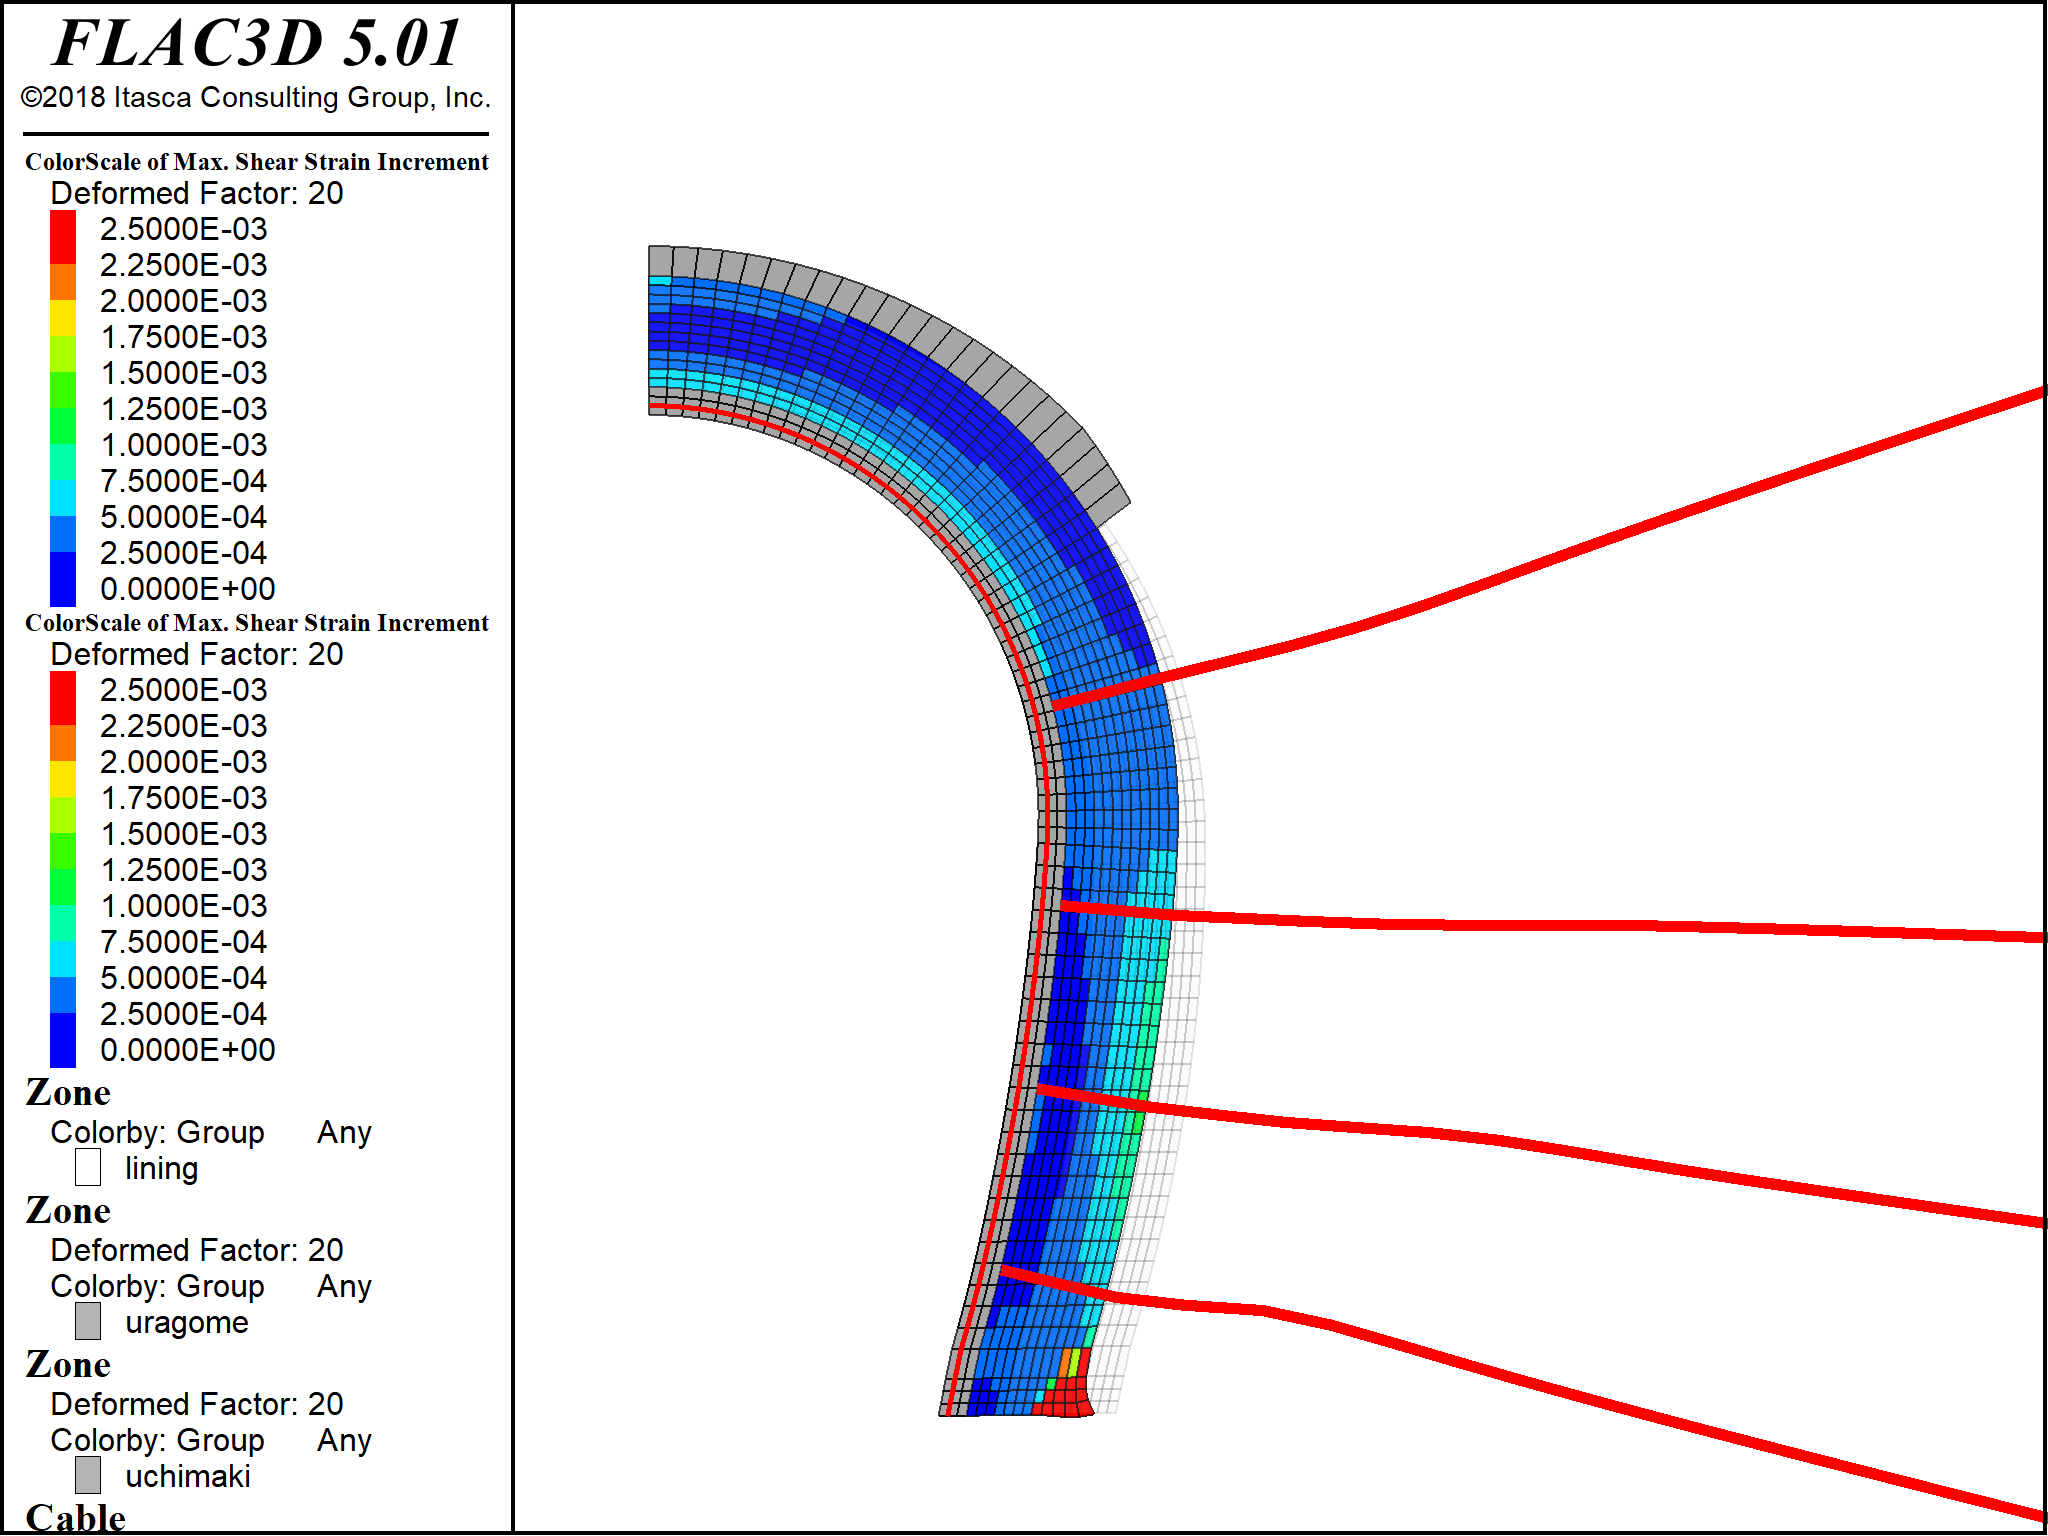 FLAC3D 5.01
©2018 Itasca Consulting Group, Inc.
ColorScale of Max. Shear Strain Increment
Deformed Factor: 20
2.5000E-03
2.2500E-03
2.0000E-03
1.7500E-03
1.5000E-03
1.2500E-03
1.0000E-03
7.5000E-04
5.0000E-04
2.5000E-04
0.0000E+00
ColorScale of Max. Shear Strain Increment
Deformed Factor: 20
2.5000E-03
2.2500E-03
2.0000E-03
1.7500E-03
1.5000E-03
1.2500E-03
1.0000E-03
7.5000E-04
5.0000E-04
2.5000E-04
0.0000E+00
Zone
Colorby: Group Any
lining
Zone
Deformed Factor: 20
Colorby: Group Any
uragome
Zone
Deformed Factor: 20
Colorby: Group Any
uchimaki
Cable